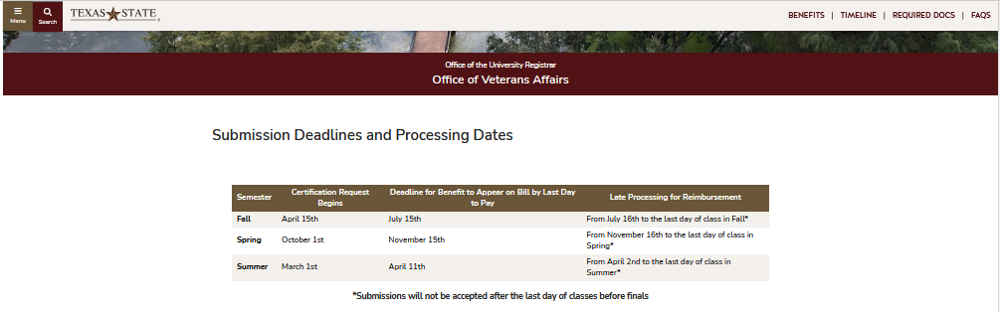 Menu
Search
TEXAS STATE
BENEFITS | TIMELINE | REQUIRED DOCS | FAQS
Office of the University Registrar
Office of Veterans Affairs
Submission Deadlines and Processing Dates
Semester
Certification Request
Begins
Deadline for Benefit to Appear on Bill by Last Day
to Pay
Late Processing for Reimbursement
Fall
April 15th
July 15th
From July 16th to the last day of class in Fall*
Spring
October 1st
November 15th
From November 16th to the last day of class in
Spring*
Summer
March 1st
April 11th
From April 2nd to the last day of class in
Summer*
*Submissions will not be accepted after the last day of classes before finals